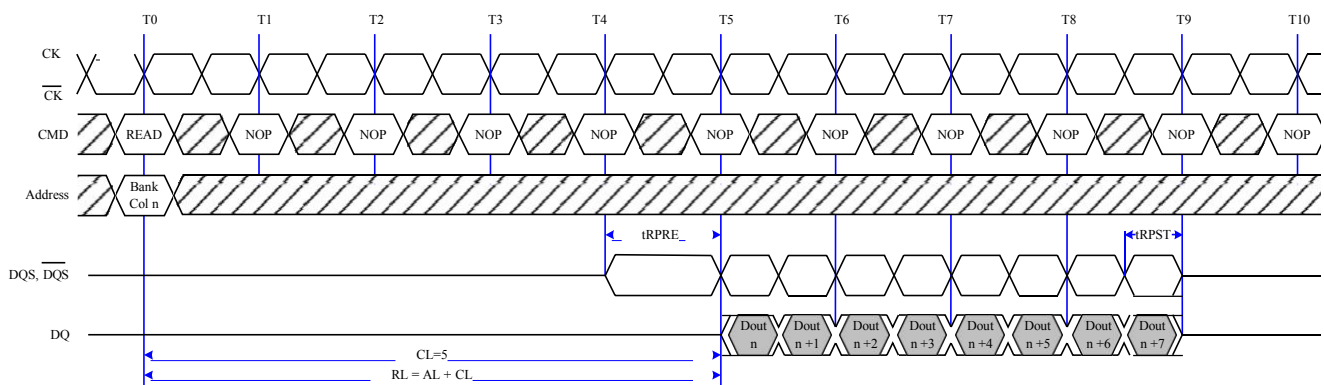 T0 T1 T2 T3 T4 T5 T6 T7 T8 T9 T10
CK
CK
CMD READ NOP NOP NOP NOP NOP NOP NOP NOP NOP NOP
Address Bank
Col n
tRPRE tRPST
DQS, DQS
DQ
Dout Dout Dout Dout Dout Dout Dout Dout
n n +1 n +2 n +3 n +4 n +5 n +6 n +7
CL=5
RL = AL + CL